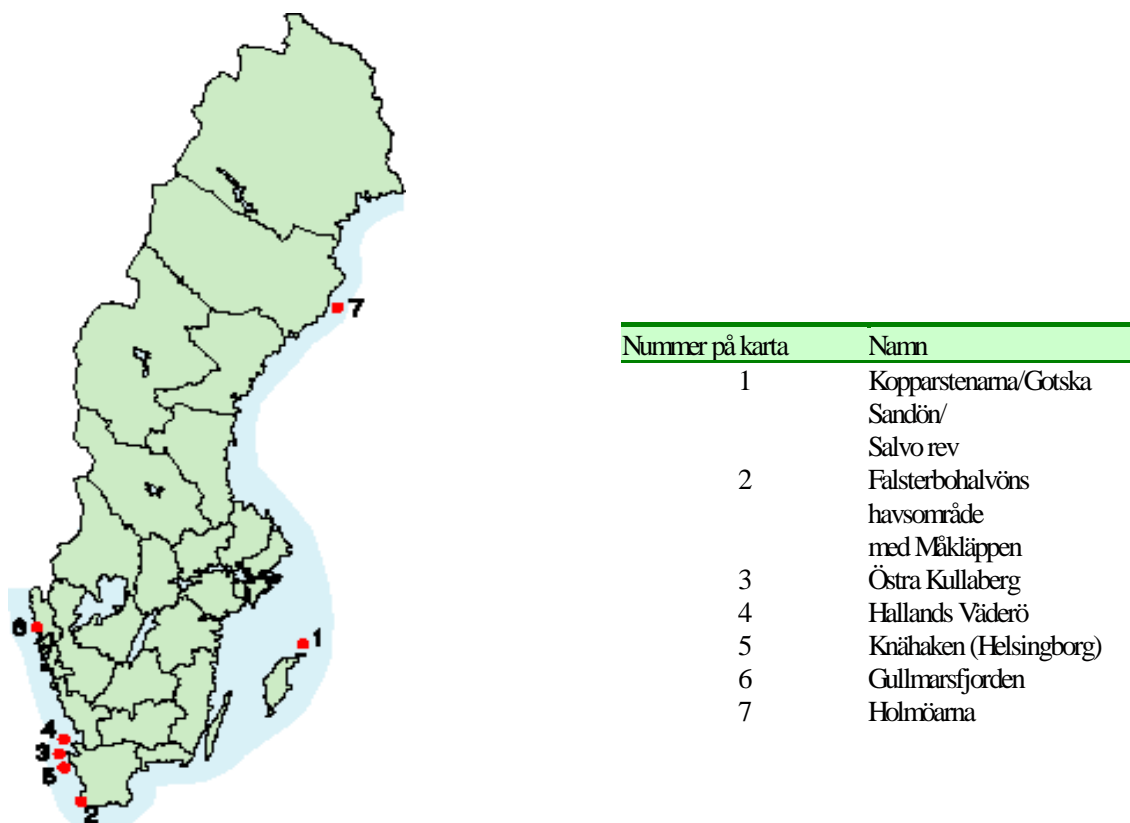 7
6
1
4
3
5
2
Nummer på karta Namn
1 Kopparstenarna/Gotska
Sandön/
Salvo rev
2 Falsterbohalvöns
havsområde
med Måkläppen
3 Östra Kullaberg
4 Hallands Väderö
5 Knähaken (Helsingborg)
6 Gullmarsfjorden
7 Holmöarna